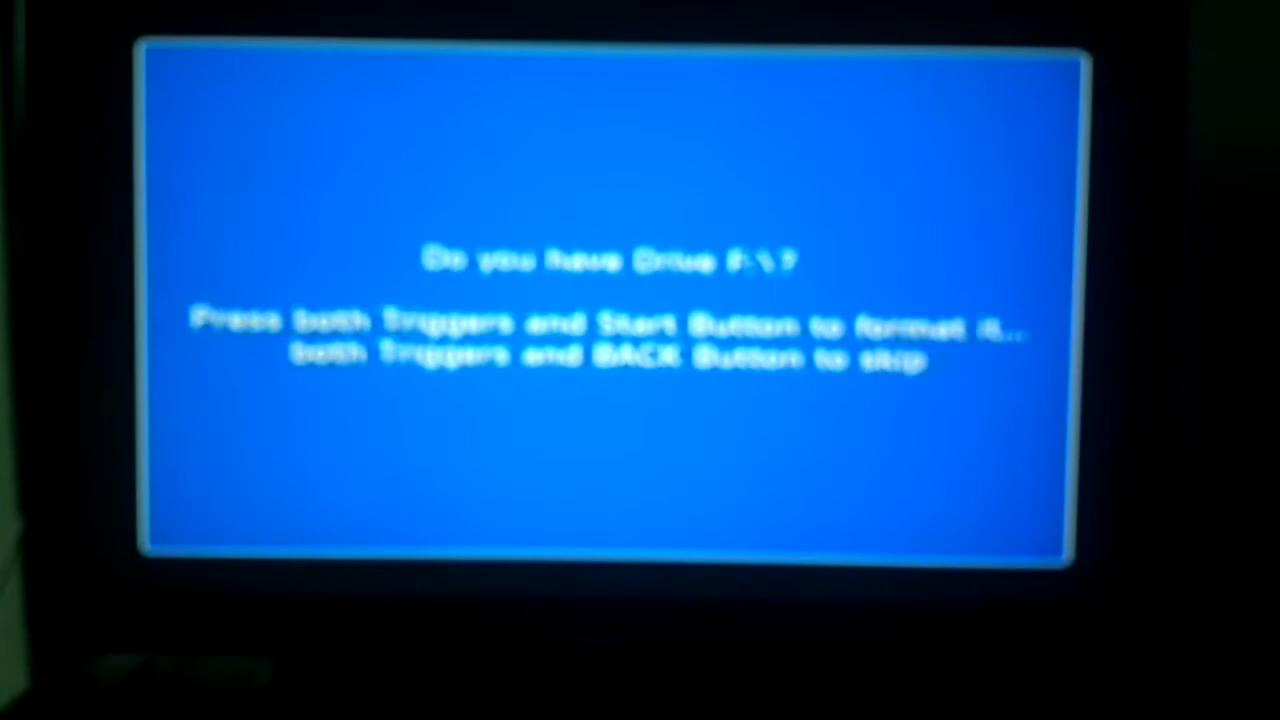 Do you have Drive F:\?
Press both Triggers and Start Button to format it...
both Triggers and BACK Button to skip